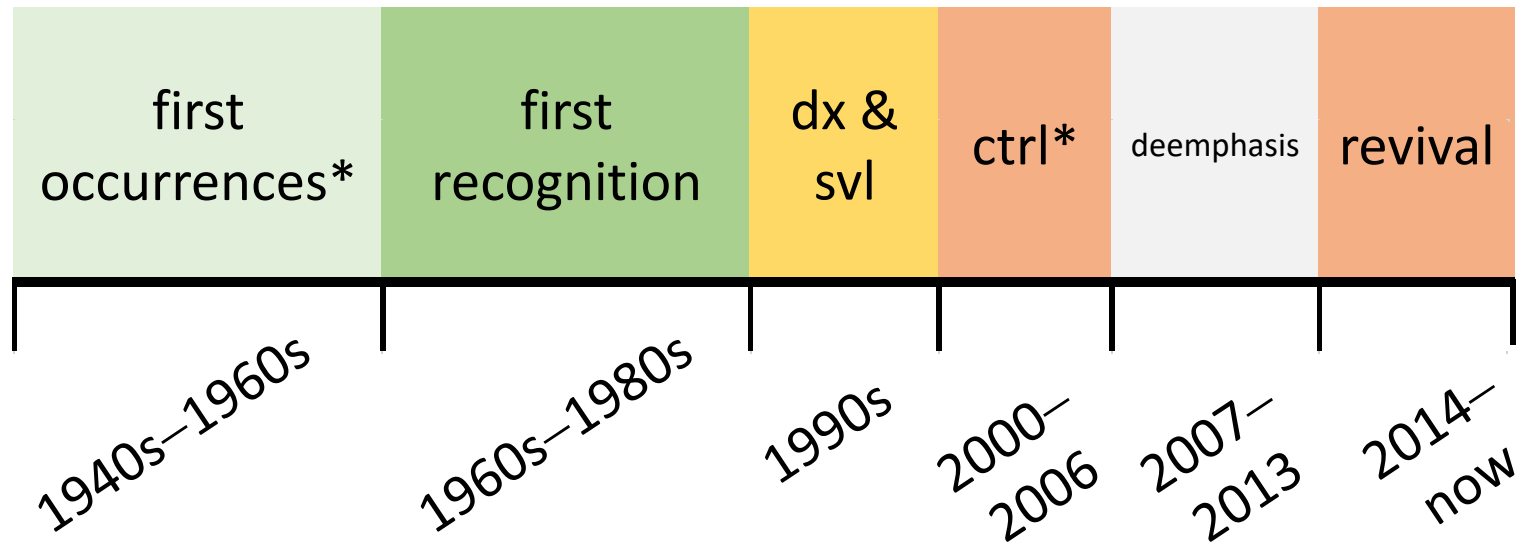 first
occurrences*
first
recognition
dx &
svl
ctrl*
deemphasis
revival
1940s–1960s
1960s–1980s
1990s
2000–
2006
2007–
2013
2014–
now